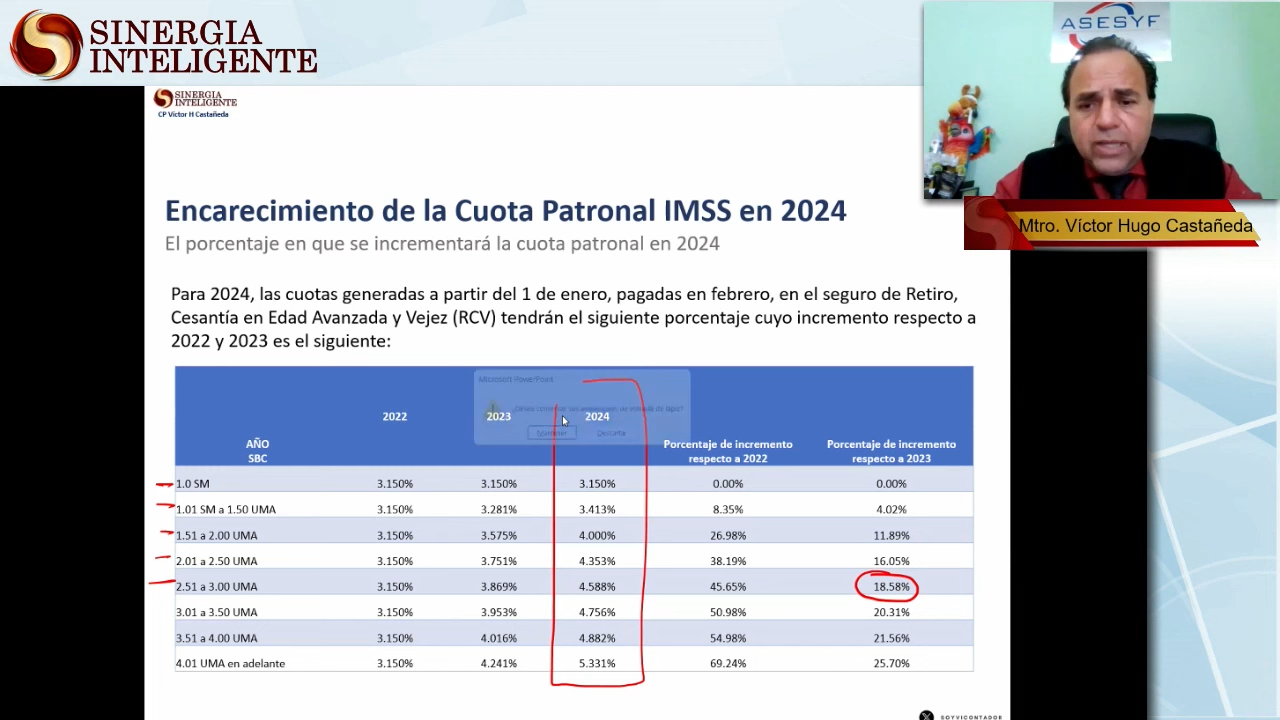 SINERGIA
INTELIGENTE
ASESYF
Mtro. Víctor Hugo Castañeda
SINERGIA
INTELIGENTE
CP Víctor H Castañeda
Encarecimiento de la Cuota Patronal IMSS en 2024
El porcentaje en que se incrementará la cuota patronal en 2024
Para 2024, las cuotas generadas a partir del 1 de enero, pagadas en febrero, en el seguro de Retiro,
Cesantía en Edad Avanzada y Vejez (RCV) tendrán el siguiente porcentaje cuyo incremento respecto a
2022 y 2023 es el siguiente:
Microsoft PowerPoint
AÑO
SBC 2022 2023 2024 Porcentaje de incremento respecto a 2022 Porcentaje de incremento respecto a 2023
1.0 SM 3.150% 3.150% 3.150% 0.00% 0.00%
1.01 SM a 1.50 UMA 3.150% 3.281% 3.413% 8.35% 4.02%
1.51 a 2.00 UMA 3.150% 3.575% 4.000% 26.98% 11.89%
2.01 a 2.50 UMA 3.150% 3.751% 4.353% 38.19% 16.05%
2.51 a 3.00 UMA 3.150% 3.869% 4.588% 45.65% 18.58%
3.01 a 3.50 UMA 3.150% 3.953% 4.756% 50.98% 20.31%
3.51 a 4.00 UMA 3.150% 4.016% 4.882% 54.98% 21.56%
4.01 UMA en adelante 3.150% 4.241% 5.331% 69.24% 25.70%
SOYVICONTADOR